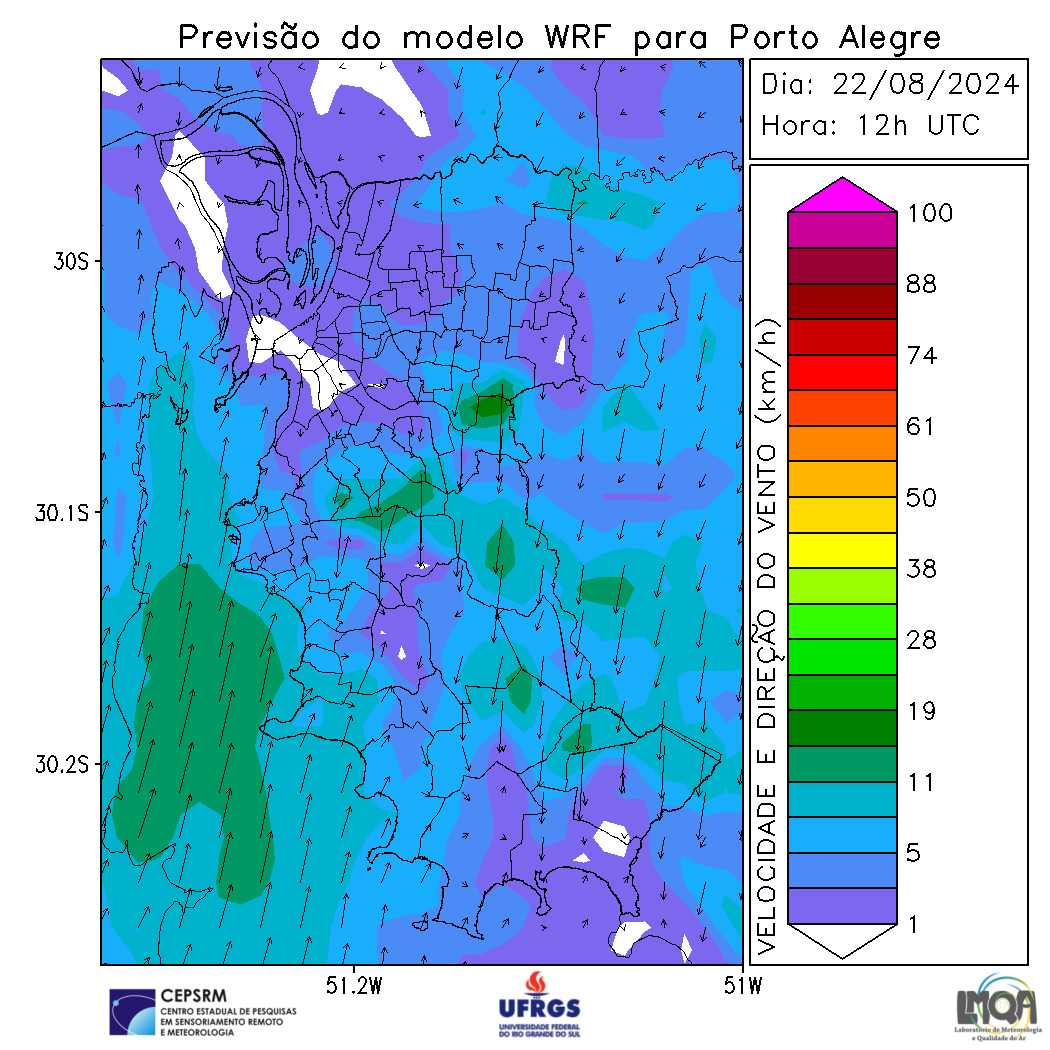 Previsão do modelo WRF para Porto Alegre
Dia: 22/08/2024
Hora: 12h UTC
30S
30.1S
30.2S
51.2W
51W
VELOCIDADE E DIREÇÃO DO VENTO (km/h)
100
88
74
61
50
38
28
19
11
5
1
CEPSRM
CENTRO ESTADUAL DE PESQUISAS
EM SENSORIAMENTO REMOTO
E METEOROLOGIA
UFRGS
UNIVERSIDADE FEDERAL
DO RIO GRANDE DO SUL
LMQA
Laboratório de Meteorologia
e Qualidade do Ar